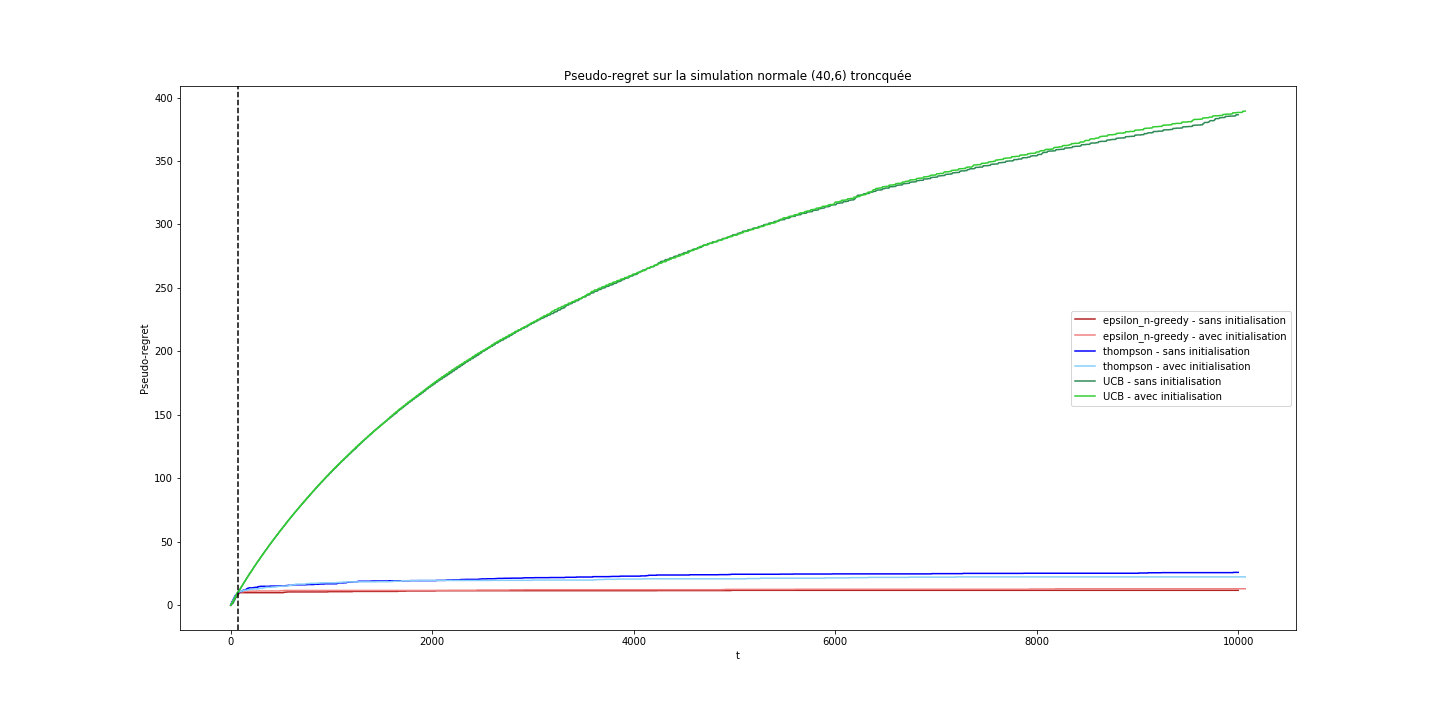 Pseudo-regret sur la simulation normale (40,6) troncquée
400
350
300
250
200
150
100
50
0
Pseudo-regret
epsilon_n-greedy - sans initialisation
epsilon_n-greedy - avec initialisation
thompson - sans initialisation
thompson - avec initialisation
UCB - sans initialisation
UCB - avec initialisation
0 2000 4000 6000 8000 10000
t